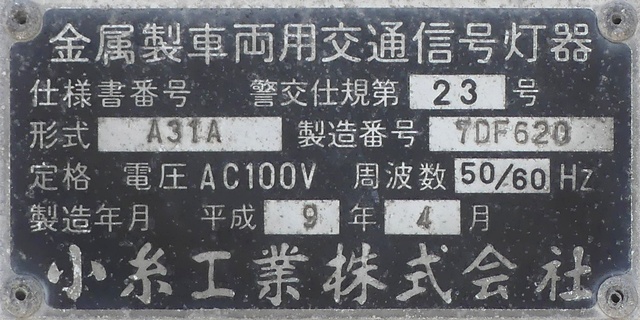 金属製車両用交通信号灯器
仕様書番号 警交仕規第 23 号
形式 A31A 製造番号 7DF620
定格 電圧 AC100V 周波数 50/60 Hz
製造年月 平成 9 年 4 月
小糸工業株式会社